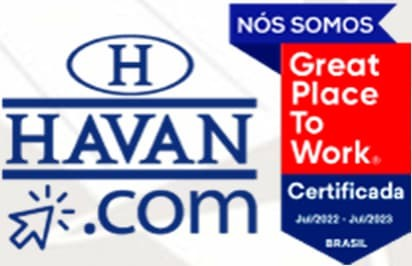 H
HAVAN
.com
NÓS SOMOS
Great
Place
To
Work®
Certificada
Jul/2022 - Jul/2023
BRASIL